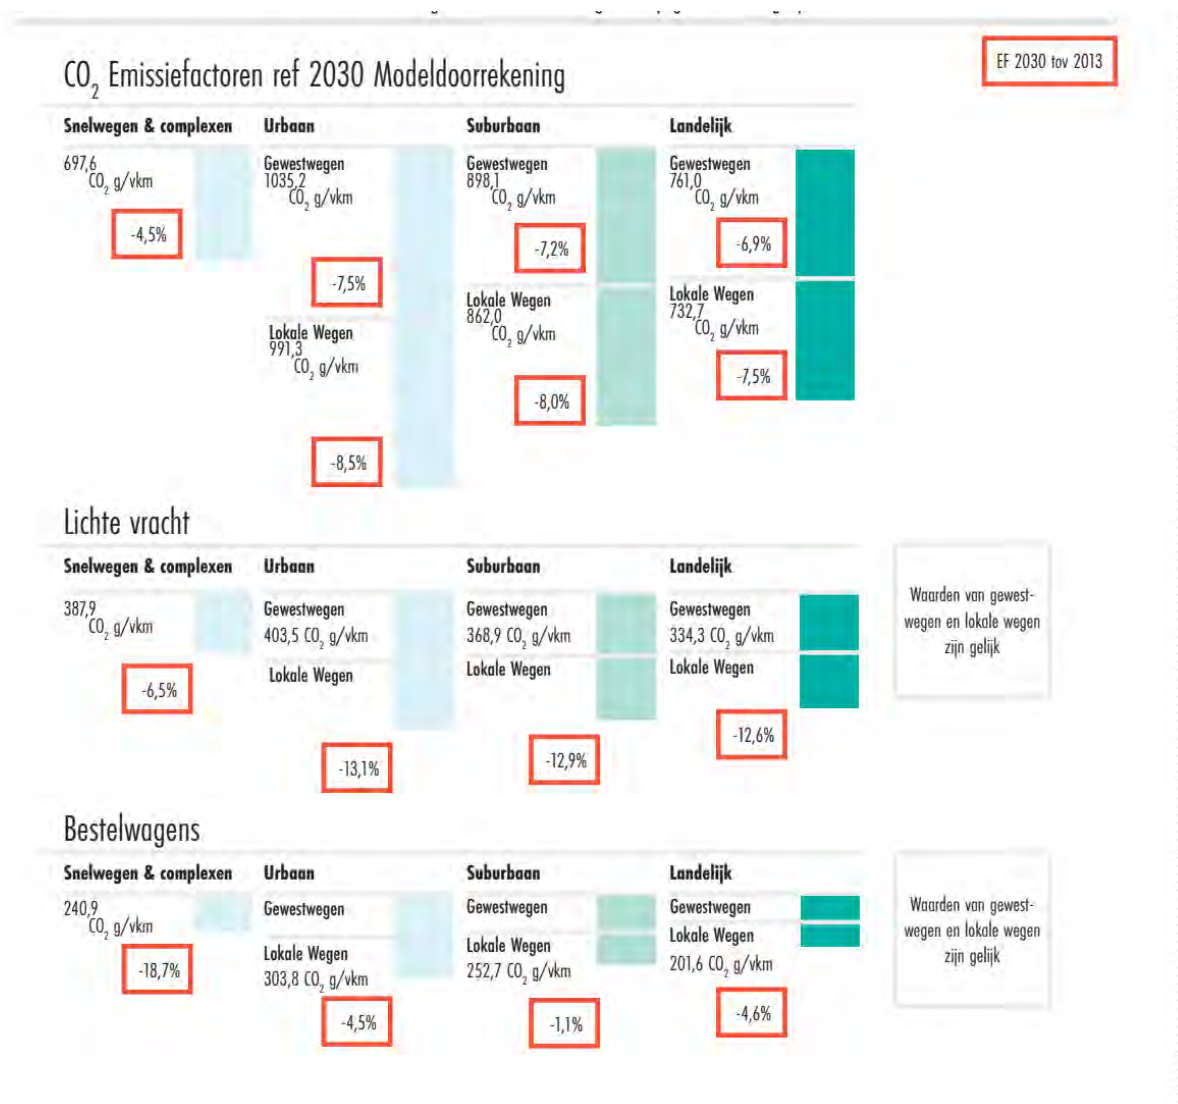 EF 2030 tov 2013
CO₂ Emissiefactoren ref 2030 Modeldoorrekening
Snelwegen & complexen
697,6
CO₂ g/vkm
-4,5%
Urbaan
Gewestwegen
1035,2
CO₂ g/vkm
-7,5%
Lokale Wegen
991,3
CO₂ g/vkm
-8,5%
Suburbaan
Gewestwegen
898,1
CO₂ g/vkm
-7,2%
Lokale Wegen
862,0
CO₂ g/vkm
-8,0%
Landelijk
Gewestwegen
761,0
CO₂ g/vkm
-6,9%
Lokale Wegen
732,7
CO₂ g/vkm
-7,5%
Lichte vracht
Snelwegen & complexen
387,9
CO₂ g/vkm
-6,5%
Urbaan
Gewestwegen
403,5 CO₂ g/vkm
Lokale Wegen
-13,1%
Suburbaan
Gewestwegen
368,9 CO₂ g/vkm
Lokale Wegen
-12,9%
Landelijk
Gewestwegen
334,3 CO₂ g/vkm
Lokale Wegen
-12,6%
Waarden van gewest-
wegen en lokale wegen
zijn gelijk
Bestelwagens
Snelwegen & complexen
240,9
CO₂ g/vkm
-18,7%
Urbaan
Gewestwegen
Lokale Wegen
303,8 CO₂ g/vkm
-4,5%
Suburbaan
Gewestwegen
Lokale Wegen
252,7 CO₂ g/vkm
-1,1%
Landelijk
Gewestwegen
Lokale Wegen
201,6 CO₂ g/vkm
-4,6%
Waarden van gewest-
wegen en lokale wegen
zijn gelijk